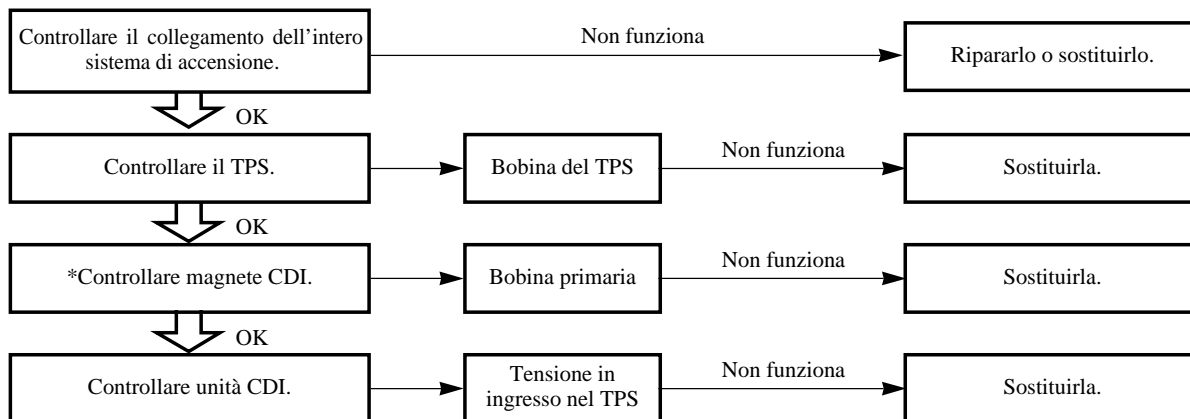 Controllare il collegamento dell'intero
sistema di accensione.
Non funziona
Ripararlo o sostituirlo.
OK
Controllare il TPS.
Bobina del TPS
Non funziona
Sostituirla.
OK
*Controllare magnete CDI.
Bobina primaria
Non funziona
Sostituirla.
OK
Controllare unità CDI.
Tensione in
ingresso nel TPS
Non funziona
Sostituirla.